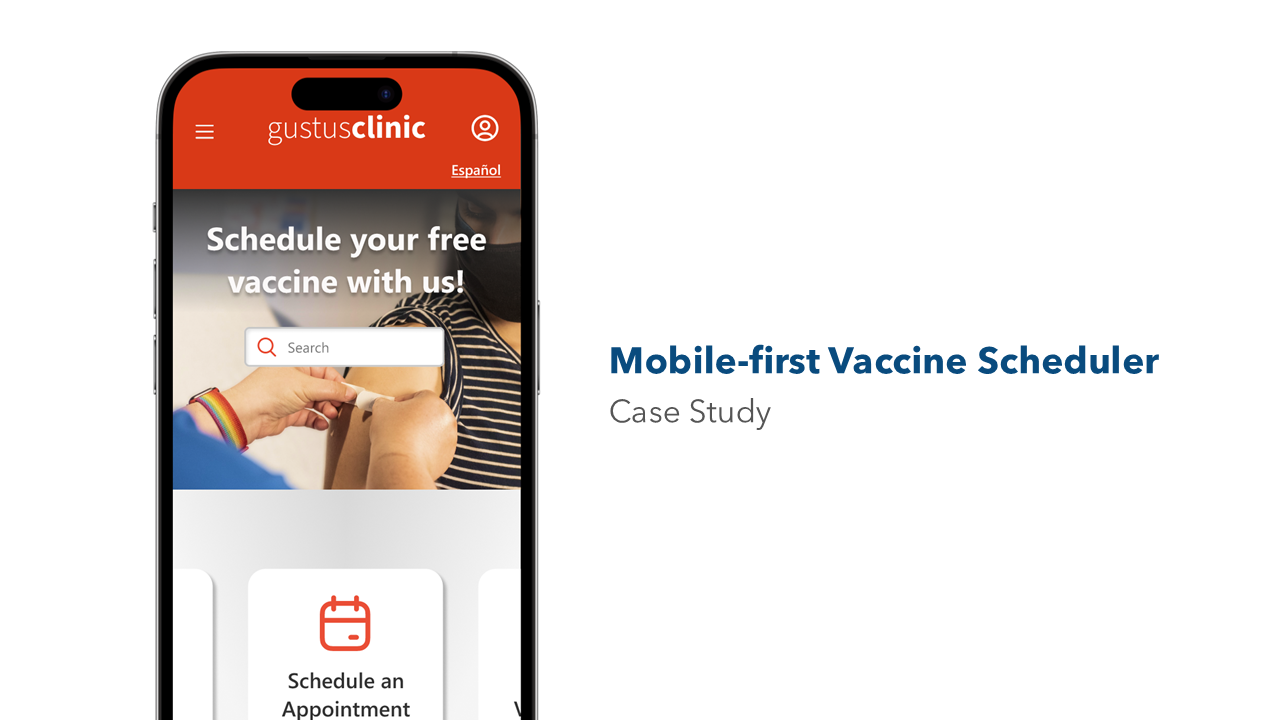 gustusclinic
Español
Schedule your free
vaccine with us!
Search
Schedule an
Appointment
Mobile-first Vaccine Scheduler
Case Study